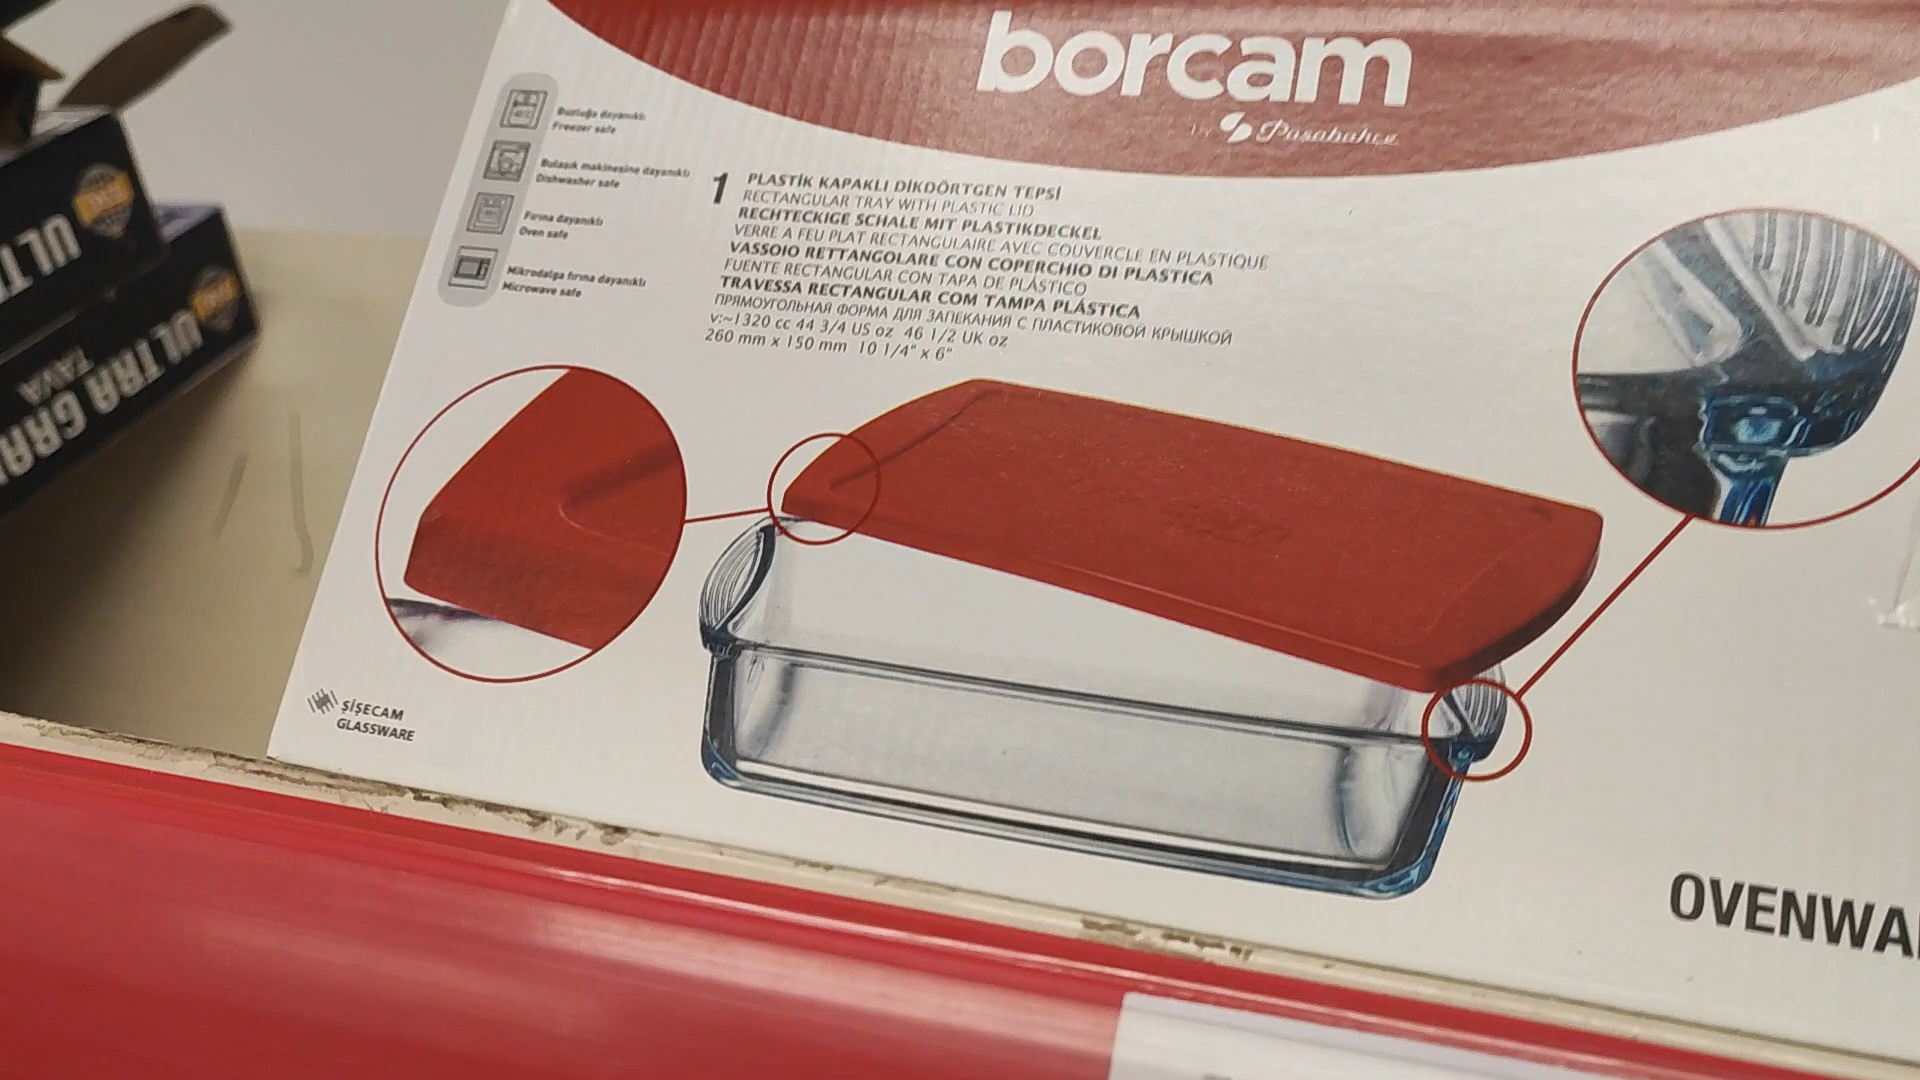 borcam
by Paşabahçe
Buzluğa dayanıklı
Freezer safe
Bulaşık makinesine dayanıklı
Dishwasher safe
Fırına dayanıklı
Oven safe
Mikrodalga fırına dayanıklı
Microwave safe
1
PLASTİK KAPAKLI DİKDÖRTGEN TEPSİ
RECTANGULAR TRAY WITH PLASTIC LID
RECHTECKIGE SCHALE MIT PLASTIKDECKEL
VERRE A FEU PLAT RECTANGULAIRE AVEC COUVERCLE EN PLASTIQUE
VASSOIO RETTANGOLARE CON COPERCHIO DI PLASTICA
FUENTE RECTANGULAR CON TAPA DE PLÁSTICO
TRAVESSA RECTANGULAR COM TAMPA PLÁSTICA
ПРЯМОУГОЛЬНАЯ ФОРМА ДЛЯ ЗАПЕКАНИЯ С ПЛАСТИКОВОЙ КРЫШКОЙ
v:~1320 cc 44 3/4 US oz 46 1/2 UK oz
260 mm x 150 mm 10 1/4" x 6"
ŞİŞECAM
GLASSWARE
OVENWA
ULT
ULTRA GRA
TAVA